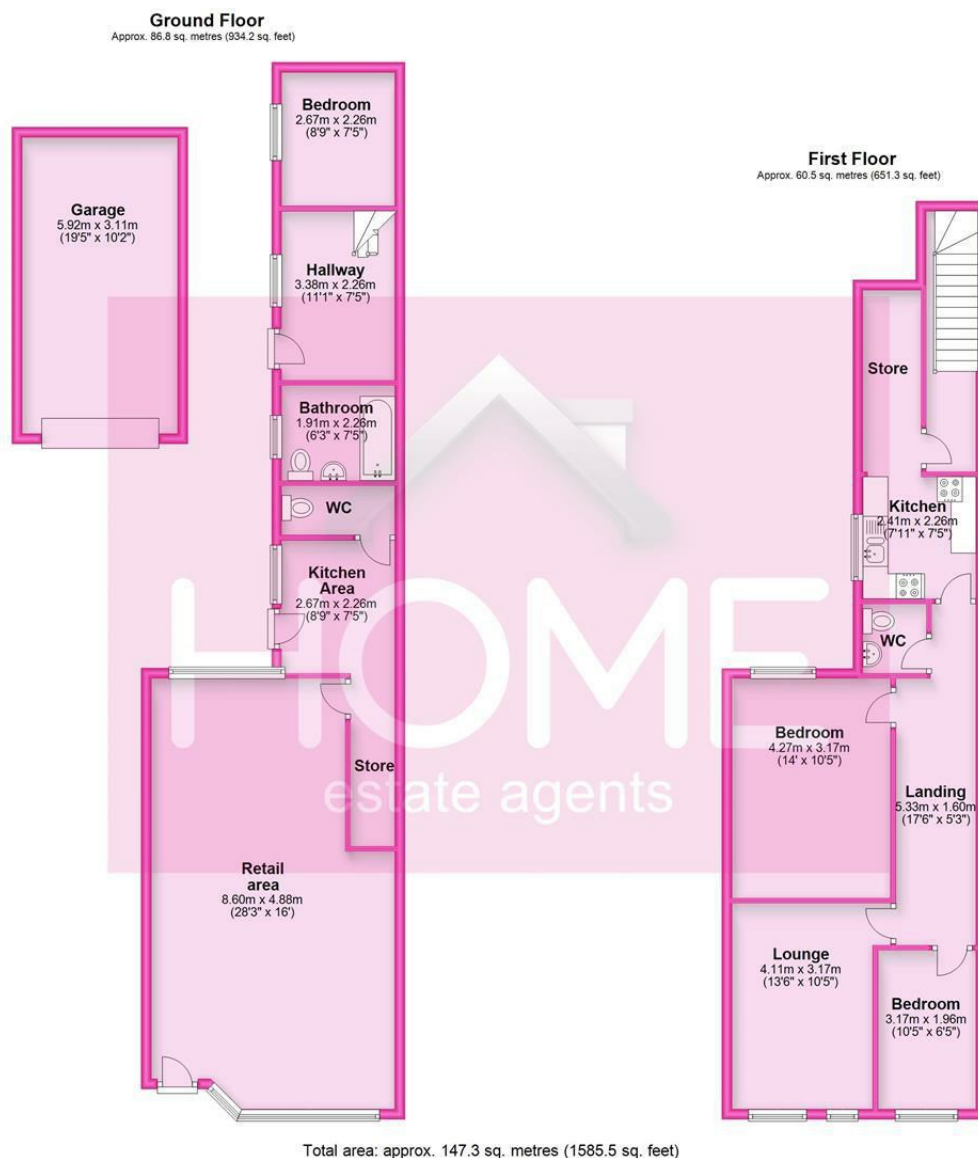 Ground Floor
Approx. 86.8 sq. metres (934.2 sq. feet)
Bedroom
2.67m x 2.26m
(8'9" x 7'5")
Garage
5.92m x 3.11m
(19'5" x 10'2")
Hallway
3.38m x 2.26m
(11'1" x 7'5")
Bathroom
1.91m x 2.26m
(6'3" x 7'5")
WC
Kitchen
Area
2.67m x 2.26m
(8'9" x 7'5")
Store
Retail
area
8.60m x 4.88m
(28'3" x 16')
First Floor
Approx. 60.5 sq. metres (651.3 sq. feet)
Store
Kitchen
2.41m x 2.26m
(7'11" x 7'5")
WC
Bedroom
4.27m x 3.17m
(14' x 10'5")
Landing
5.33m x 1.60m
(17'6" x 5'3")
Lounge
4.11m x 3.17m
(13'6" x 10'5")
Bedroom
3.17m x 1.96m
(10'5" x 6'5")
HOME
estate agents
Total area: approx. 147.3 sq. metres (1585.5 sq. feet)